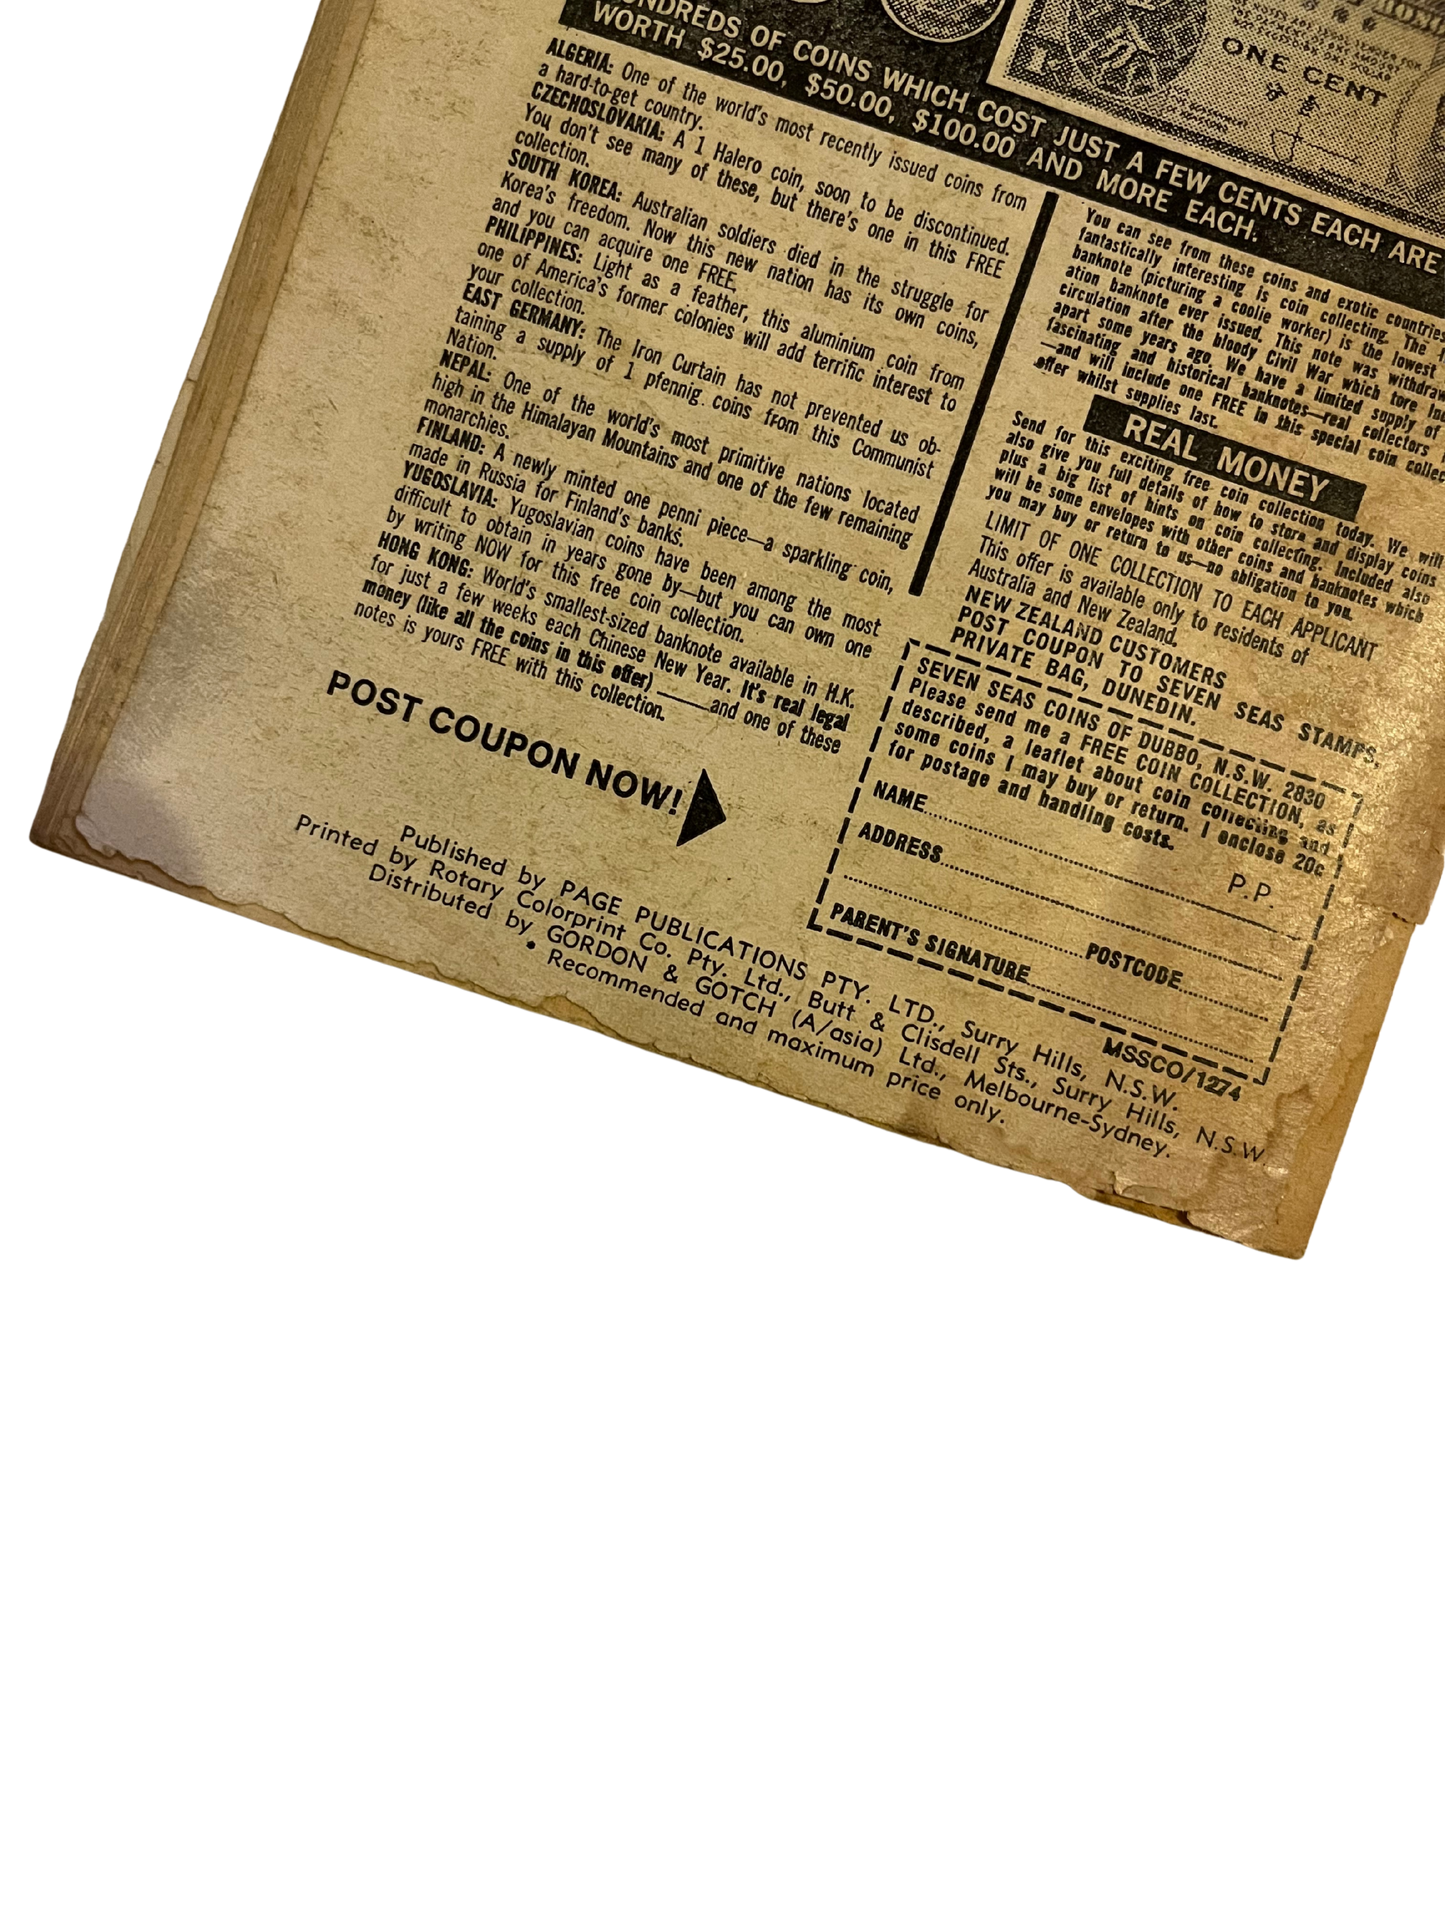 ONE CENT
1
HUNDREDS OF COINS WHICH COST JUST A FEW CENTS EACH ARE
WORTH $25.00, $50.00, $100.00 AND MORE EACH.
ALGERIA: One of the world's most recently issued coins from
a hard-to-get country.
CZECHOSLOVAKIA: A 1 Halero coin, soon to be discontinued.
You don't see many of these, but there's one in this FREE
collection.
SOUTH KOREA: Australian soldiers died in the struggle for
Korea's freedom. Now this new nation has its own coins,
and you can acquire one FREE.
PHILIPPINES: Light as a feather, this aluminium coin from
one of America's former colonies will add terrific interest to
your collection.
EAST GERMANY: The Iron Curtain has not prevented us ob-
taining a supply of 1 pfennig coins from this Communist
Nation.
NEPAL: One of the world's most primitive nations located
high in the Himalayan Mountains and one of the few remaining
monarchies.
FINLAND: A newly minted one penni piece—a sparkling coin,
made in Russia for Finland's banks.
YUGOSLAVIA: Yugoslavian coins have been among the most
difficult to obtain in years gone by—but you can own one
by writing NOW for this free coin collection.
HONG KONG: World's smallest-sized banknote available in H.K.
for just a few weeks each Chinese New Year. It's real legal
money (like all the coins in this offer) ——and one of these
notes is yours FREE with this collection.
POST COUPON NOW!
You can see from these coins and exotic countries
fantastically interesting is coin collecting. The
banknote (picturing a coolie worker) is the lowest
ation banknote ever issued. This note was withdraw
circulation after the bloody Civil War which tore
apart some years ago. We have a limited supply of
fascinating and historical banknotes—real collectors
—and will include one FREE in this special coin collec
offer whilst supplies last.
REAL MONEY
Send for this exciting free coin collection today. We will
also give you full details of how to store and display coins
plus a big list of hints on coin collecting. Included also
will be some envelopes with other coins and banknotes which
you may buy or return to us—no obligation to you.
LIMIT OF ONE COLLECTION TO EACH APPLICANT
This offer is available only to residents of
Australia and New Zealand.
NEW ZEALAND CUSTOMERS
POST COUPON TO SEVEN SEAS STAMPS,
PRIVATE BAG, DUNEDIN.
SEVEN SEAS COINS OF DUBBO, N.S.W. 2830
Please send me a FREE COIN COLLECTION, as
described, a leaflet about coin collecting and
some coins I may buy or return. I enclose 20c
for postage and handling costs.
P.P.
NAME
ADDRESS
POSTCODE
PARENT'S SIGNATURE
MSSCO/1274
Published by PAGE PUBLICATIONS PTY. LTD., Surry Hills, N.S.W.
Printed by Rotary Colorprint Co. Pty. Ltd., Butt & Clisdell Sts., Surry Hills, N.S.W.
Distributed by GORDON & GOTCH (A/asia) Ltd., Melbourne-Sydney.
• Recommended and maximum price only.